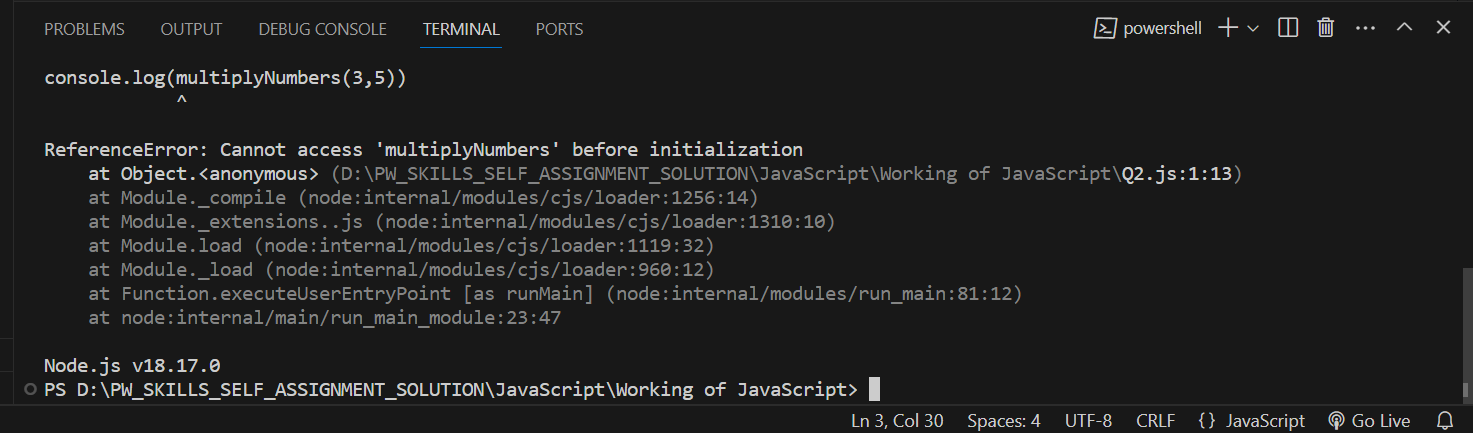 PROBLEMS OUTPUT DEBUG CONSOLE TERMINAL PORTS powershell
console.log(multiplyNumbers(3,5))
^
ReferenceError: Cannot access 'multiplyNumbers' before initialization
at Object.<anonymous> (D:\PW_SKILLS_SELF_ASSIGNMENT_SOLUTION\JavaScript\Working of JavaScript\Q2.js:1:13)
at Module._compile (node:internal/modules/cjs/loader:1256:14)
at Module._extensions..js (node:internal/modules/cjs/loader:1310:10)
at Module.load (node:internal/modules/cjs/loader:1119:32)
at Module._load (node:internal/modules/cjs/loader:960:12)
at Function.executeUserEntryPoint [as runMain] (node:internal/modules/run_main:81:12)
at node:internal/main/run_main_module:23:47
Node.js v18.17.0
PS D:\PW_SKILLS_SELF_ASSIGNMENT_SOLUTION\JavaScript\Working of JavaScript>
Ln 3, Col 30 Spaces: 4 UTF-8 CRLF {} JavaScript Go Live